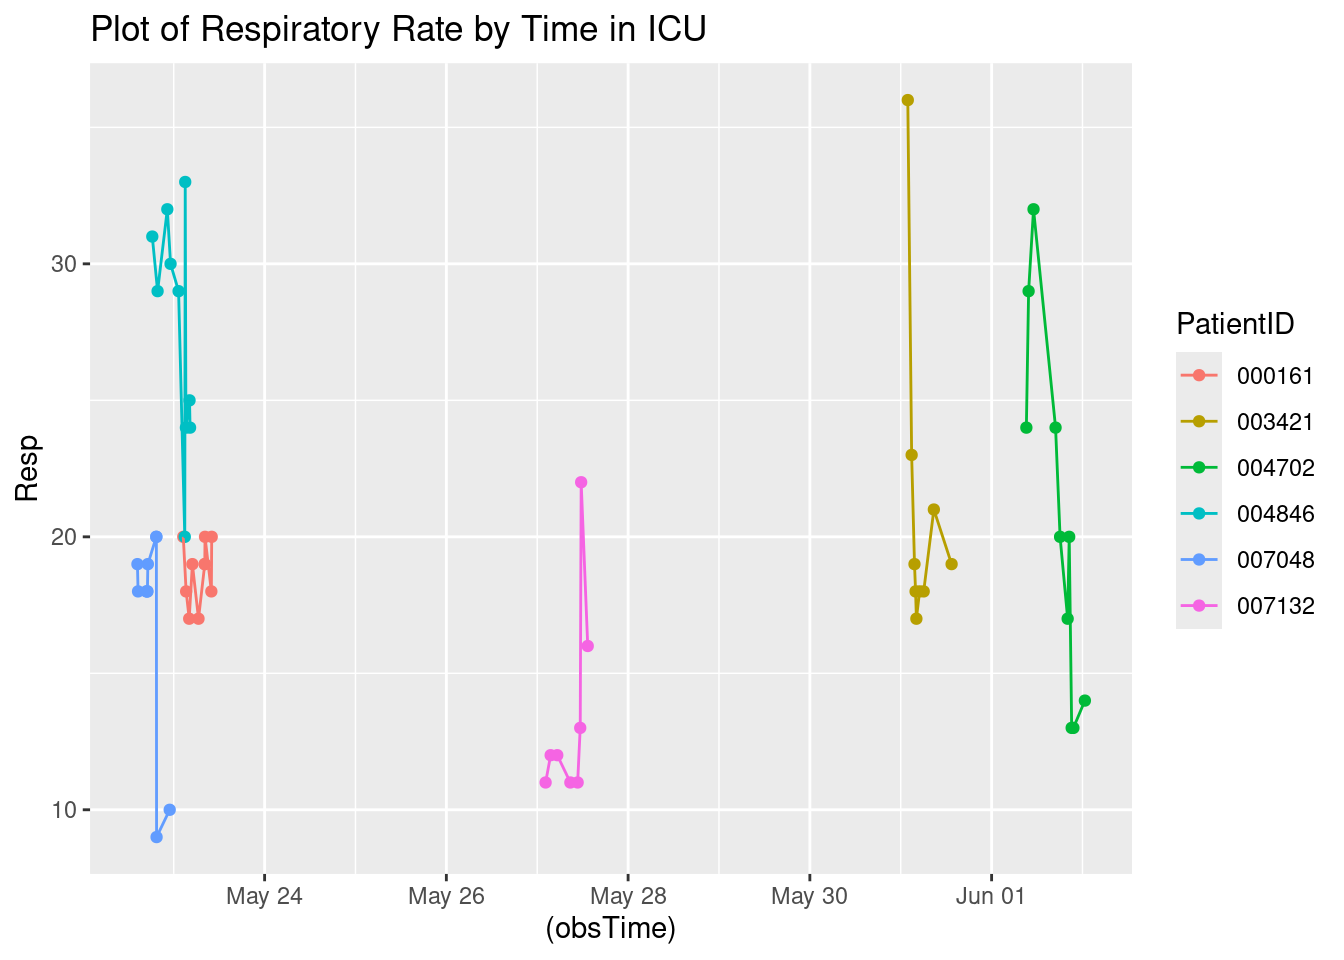 Plot of Respiratory Rate by Time in ICU
Resp
30
20
10
May 24
May 26
May 28
May 30
Jun 01
(obsTime)
PatientID
000161
003421
004702
004846
007048
007132